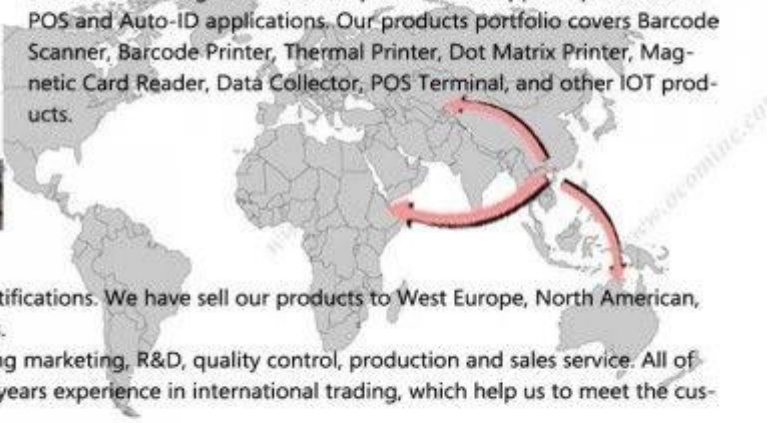 POS and Auto-ID applications. Our products portfolio covers Barcode
Scanner, Barcode Printer, Thermal Printer, Dot Matrix Printer, Mag-
netic Card Reader, Data Collector, POS Terminal, and other IOT prod-
ucts.
tifications. We have sell our products to West Europe, North American,
s.
ng marketing, R&D, quality control, production and sales service. All of
years experience in international trading, which help us to meet the cus-
www.ocominc.co